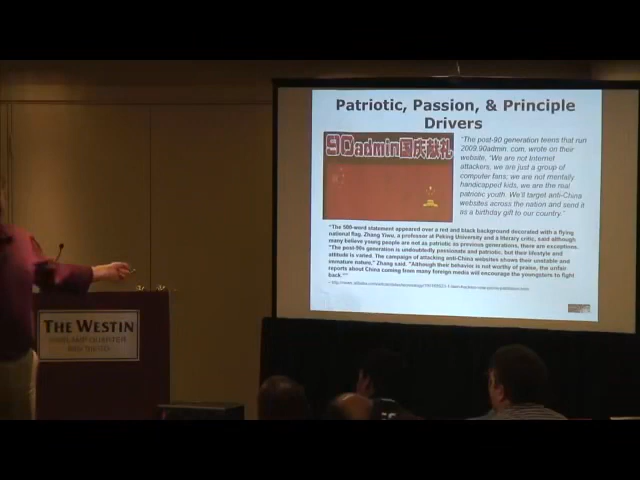 Patriotic, Passion, & Principle
Drivers
90admin国庆献礼
"The post-90 generation teens that run
2009.90admin. com, wrote on their
website, "We are not Internet
attackers, we are just a group of
computer fans; we are not mentally
handicapped kids, we are the real
patriotic youth. We'll target anti-China
websites across the nation and send it
as a birthday gift to our country."
"The 500-word statement appeared over a red and black background decorated with a flying
national flag. Zhang Yiwu, a professor at Peking University and a literary critic, said although
many believe young people are not as patriotic as previous generations, there are exceptions.
"The post-90s generation is undoubtedly passionate and patriotic, but their lifestyle and
attitude is varied. The campaign of attacking anti-China websites shows their unstable and
immature nature," Zhang said. "Although their behavior is not worthy of praise, the unfair
reports about China coming from many foreign media will encourage the youngsters to fight
back.""
THE WESTIN
GASLAMP QUARTER
SAN DIEGO